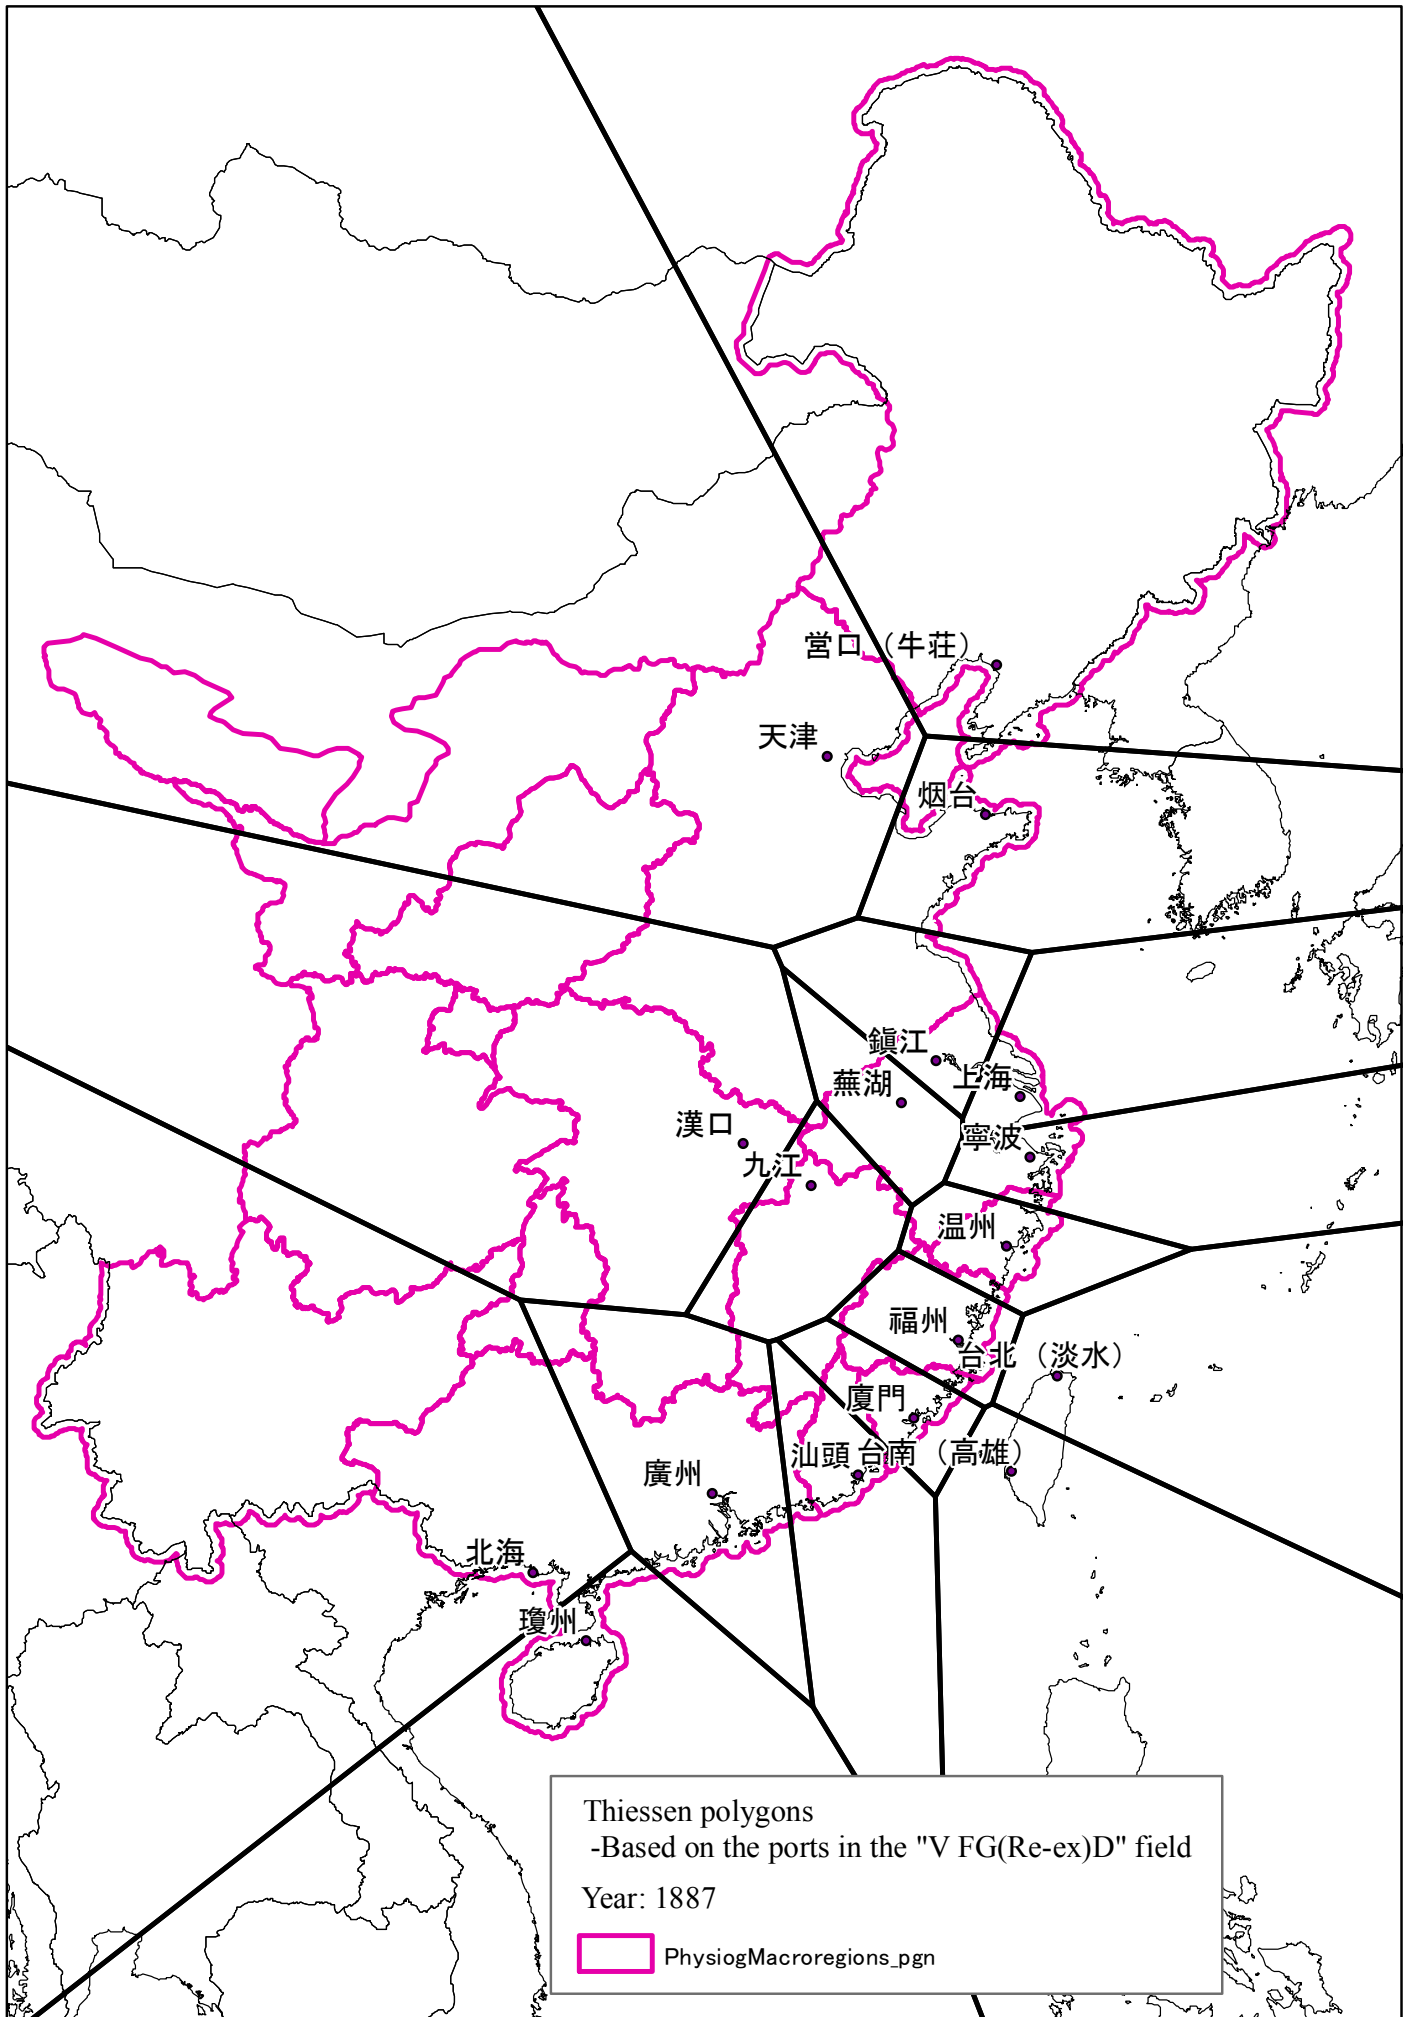 営口（牛荘）
天津
烟台
鎮江
上海
蕪湖
漢口
寧波
九江
温州
福州
台北（淡水）
廈門
汕頭
台南（高雄）
廣州
北海
瓊州
Thiessen polygons
-Based on the ports in the "V FG(Re-ex)D" field
Year: 1887
PhysiogMacroregions_pgn